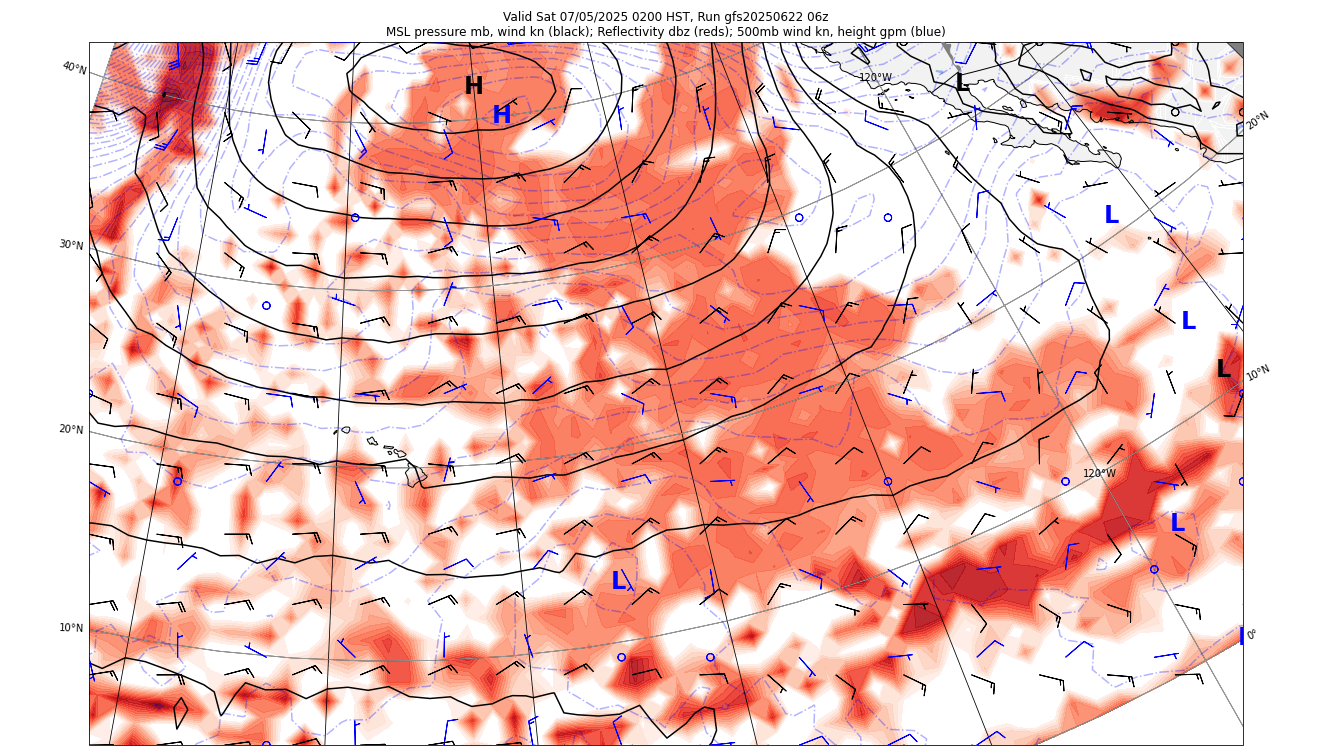 Valid Sat 07/05/2025 0200 HST, Run gfs20250622 06z
MSL pressure mb, wind kn (black); Reflectivity dbz (reds); 500mb wind kn, height gpm (blue)
40°N
120°W
L
H
H
20°N
L
30°N
L
L
10°N
20°N
120°W
L
L
10°N
0°